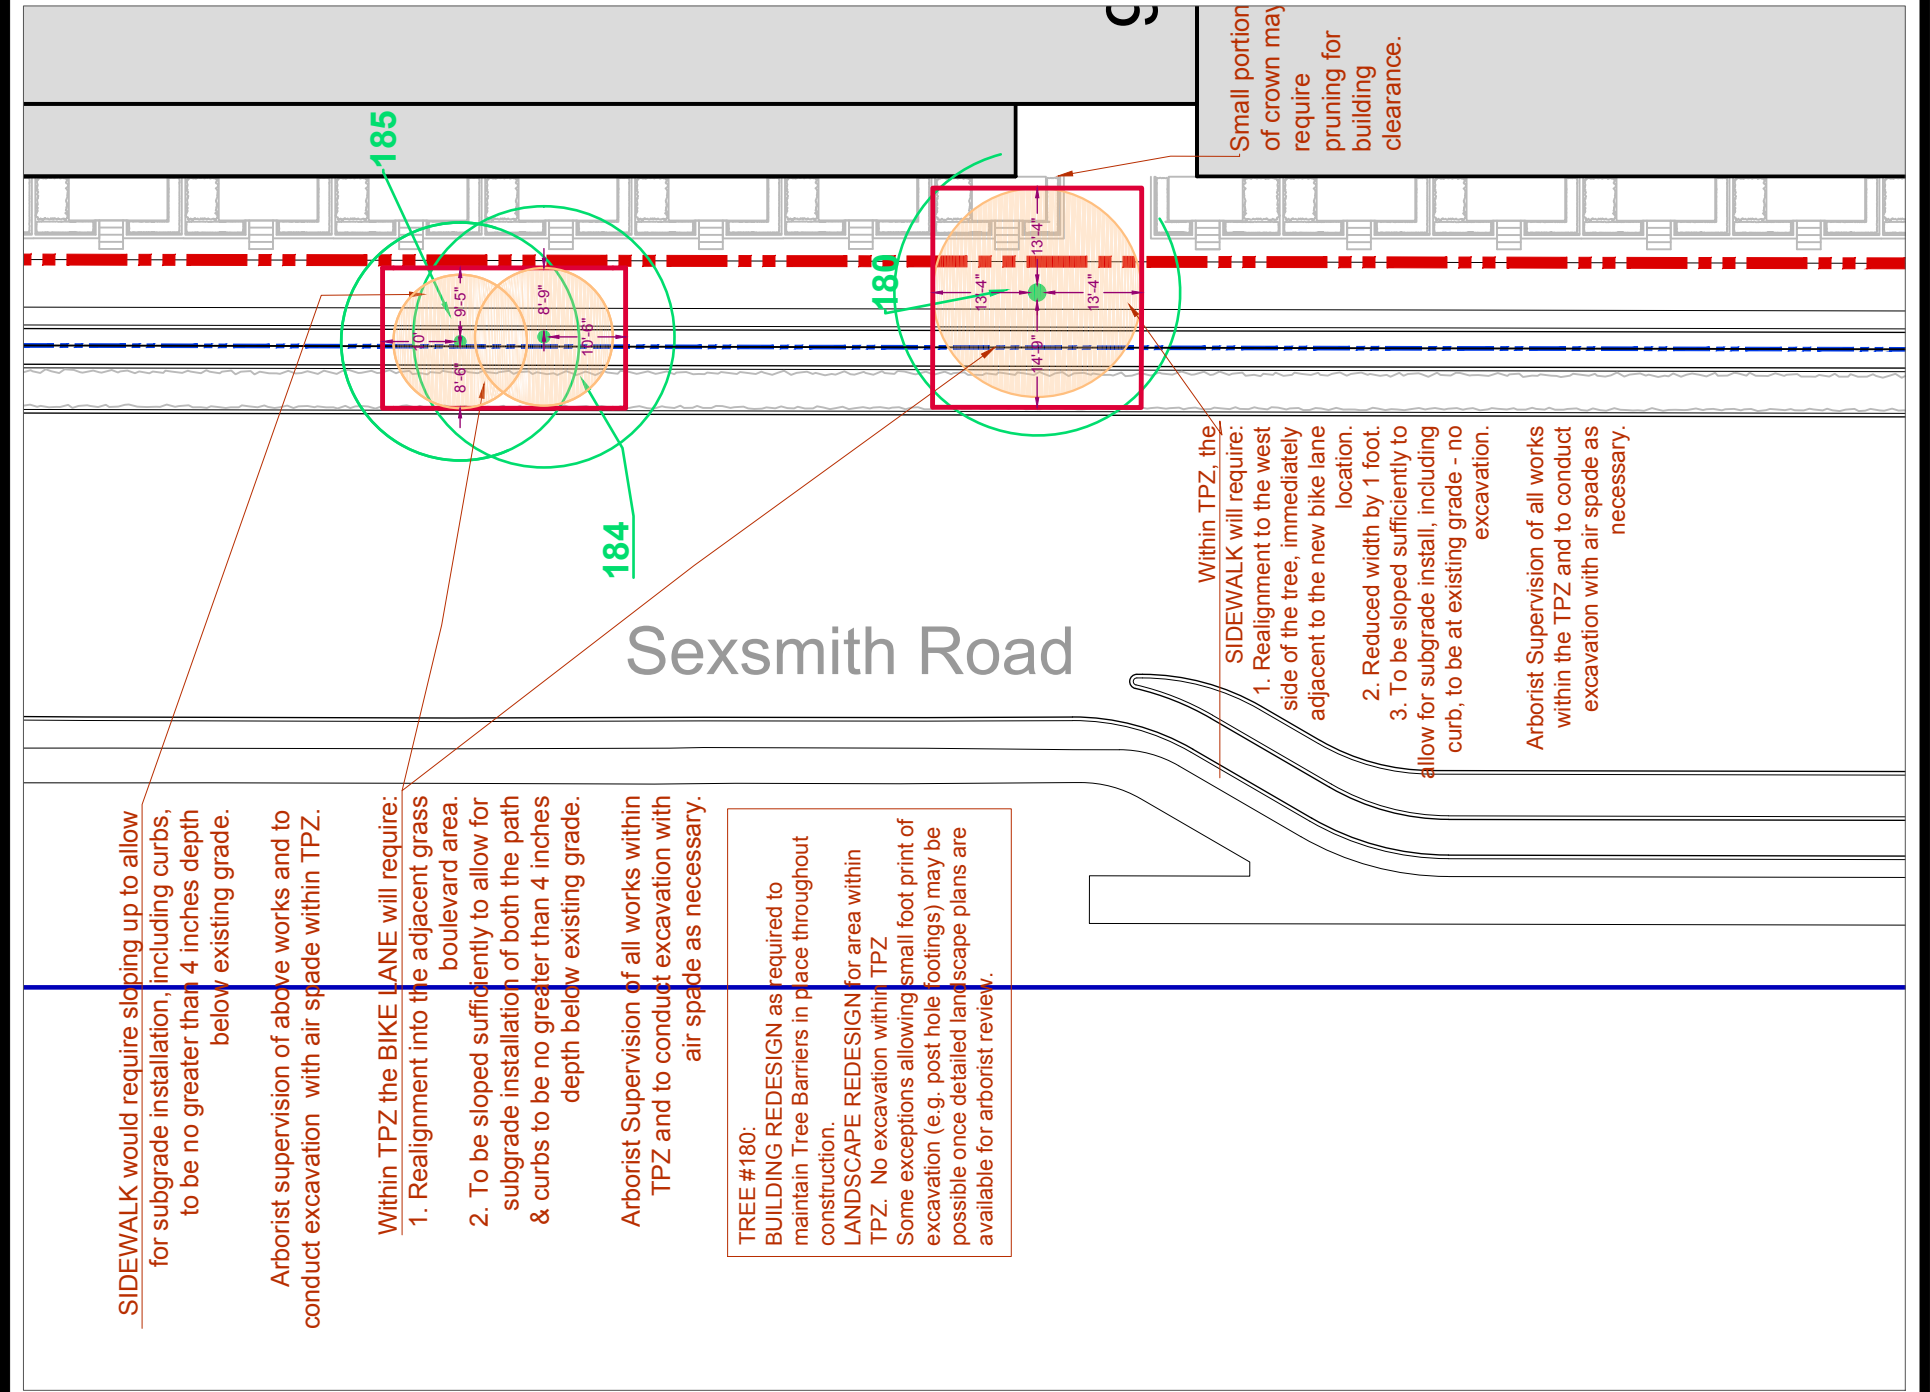 Small portion
of crown may
require
pruning for
building
clearance.
185
184
180
9'-5"
8'-9"
10'
10'-6"
8'-6"
13'-4"
13'-4"
13'-4"
14'-9"
Sexsmith Road
Within TPZ, the
SIDEWALK will require:
1. Realignment to the west
side of the tree, immediately
adjacent to the new bike lane
location.
2. Reduced width by 1 foot.
3. To be sloped sufficiently to
allow for subgrade install, including
curb, to be at existing grade - no
excavation.
Arborist Supervision of all works
within the TPZ and to conduct
excavation with air spade as
necessary.
SIDEWALK would require sloping up to allow
for subgrade installation, including curbs,
to be no greater than 4 inches depth
below existing grade.
Arborist supervision of above works and to
conduct excavation with air spade within TPZ.
Within TPZ the BIKE LANE will require:
1. Realignment into the adjacent grass
boulevard area.
2. To be sloped sufficiently to allow for
subgrade installation of both the path
& curbs to be no greater than 4 inches
depth below existing grade.
Arborist Supervision of all works within
TPZ and to conduct excavation with
air spade as necessary.
TREE #180:
BUILDING REDESIGN as required to
maintain Tree Barriers in place throughout
construction.
LANDSCAPE REDESIGN for area within
TPZ. No excavation within TPZ
Some exceptions allowing small foot print of
excavation (e.g. post hole footings) may be
possible once detailed landscape plans are
available for arborist review.